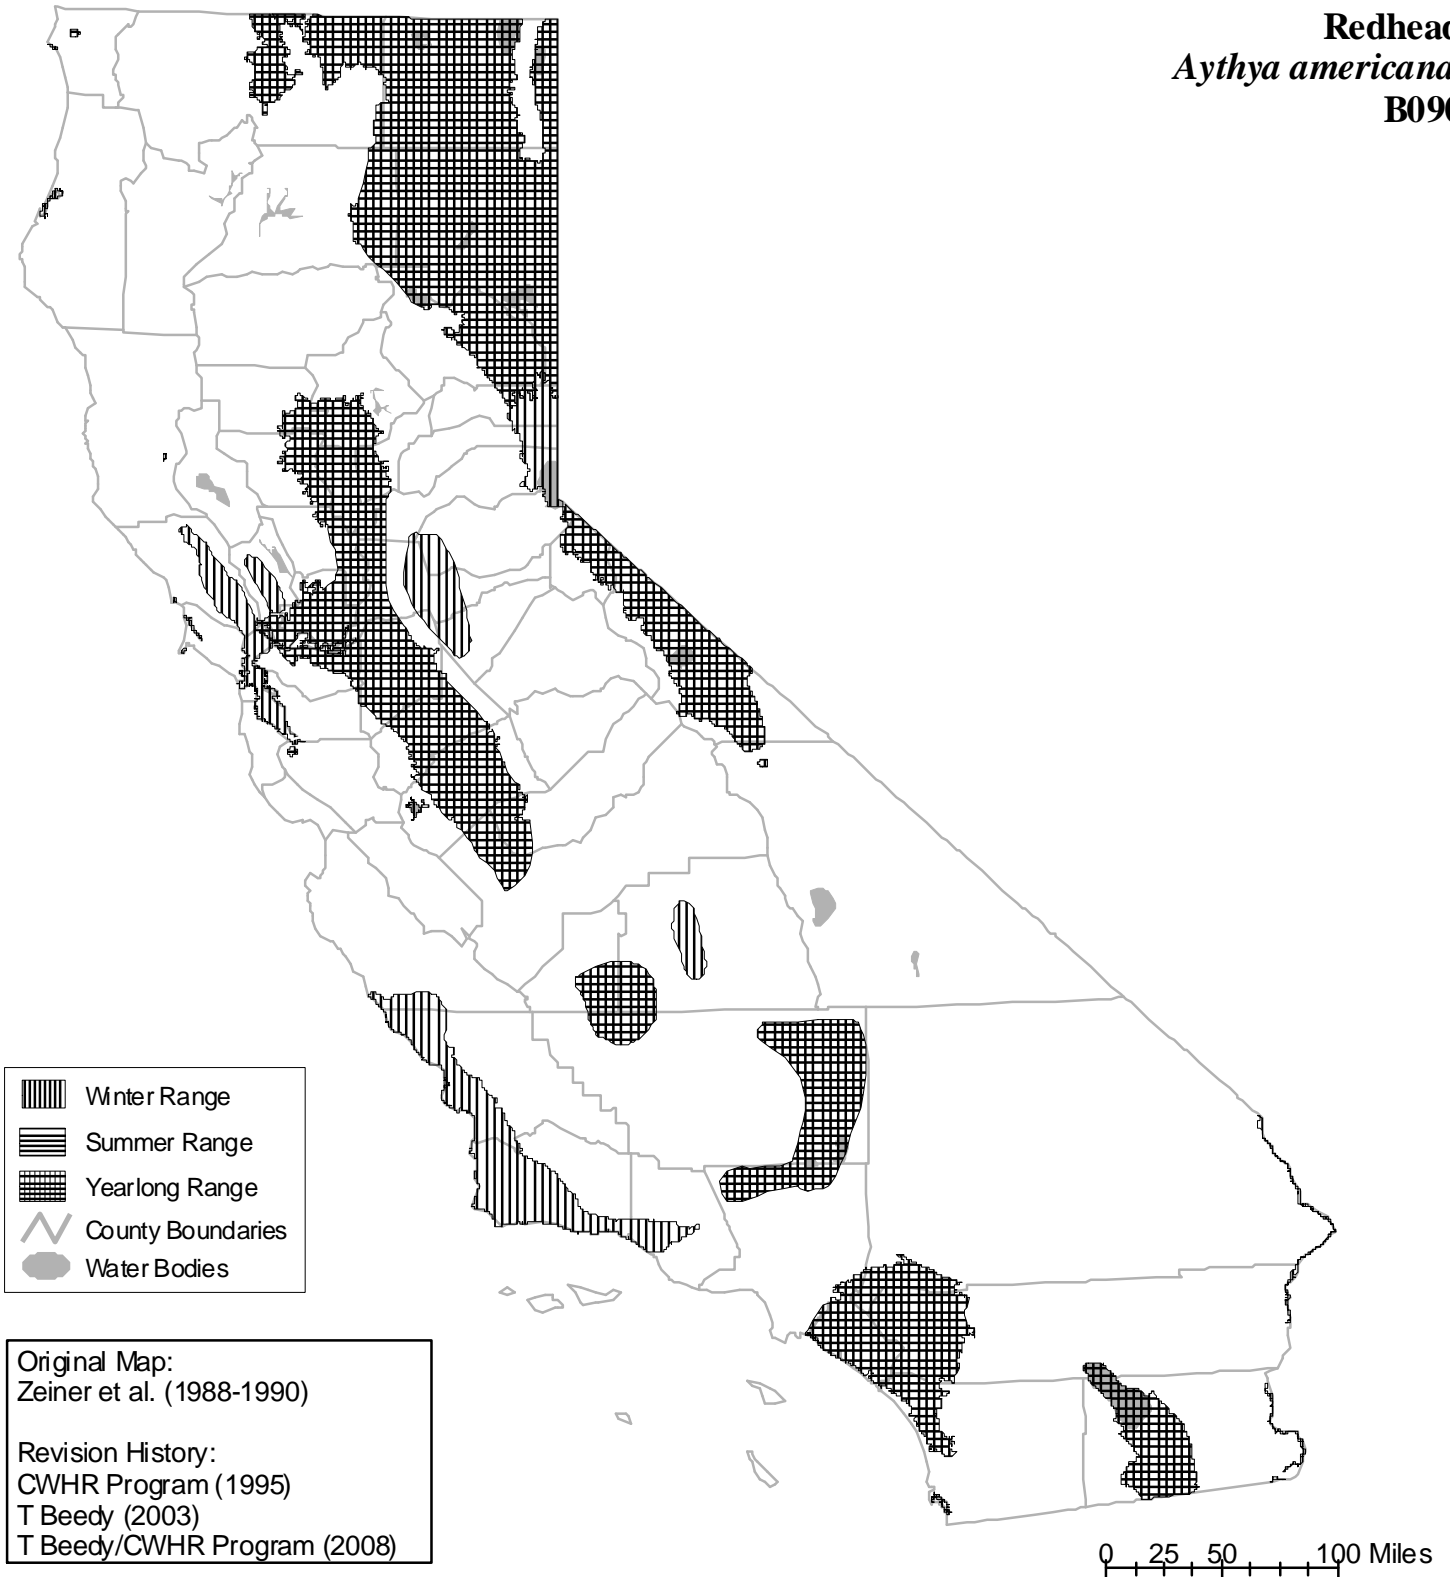 Redhead
Aythya americana
B090
Winter Range
Summer Range
Yearlong Range
County Boundaries
Water Bodies
Original Map:
Zeiner et al. (1988-1990)
Revision History:
CWHR Program (1995)
T Beedy (2003)
T Beedy/CWHR Program (2008)
0 25 50 100 Miles